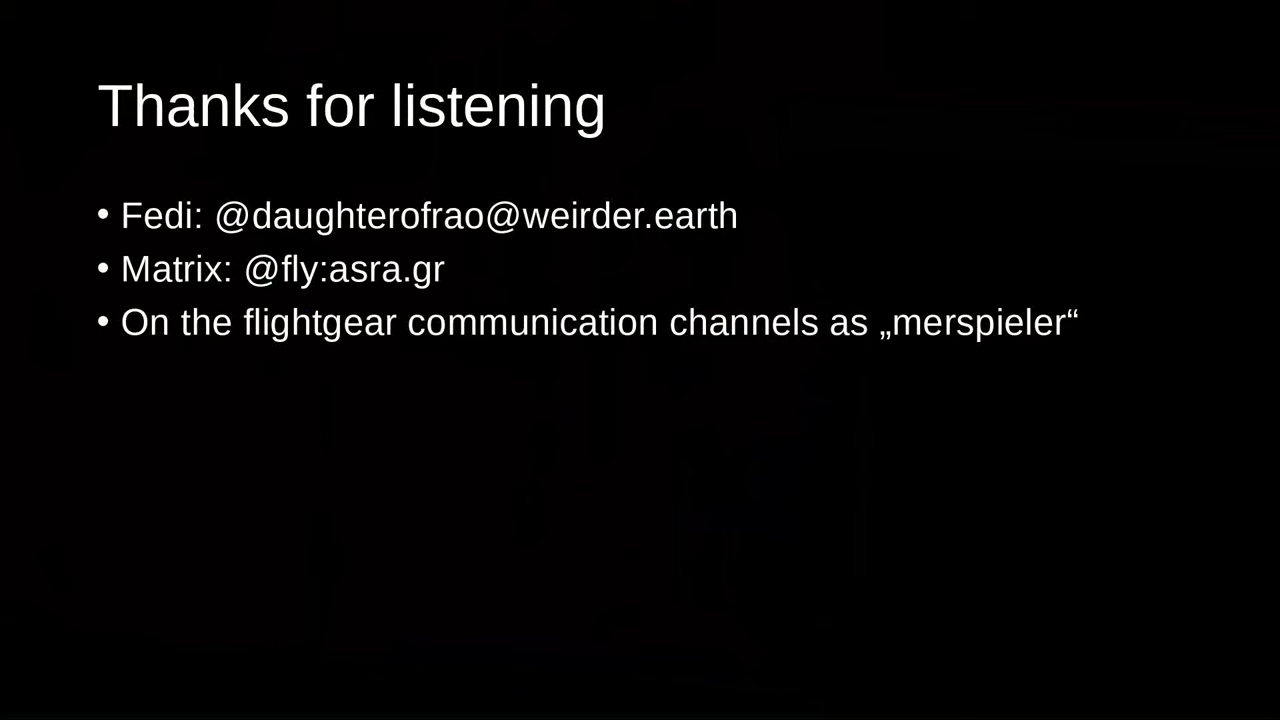 Thanks for listening
• Fedi: @daughterofrao@weirder.earth
• Matrix: @fly:asra.gr
• On the flightgear communication channels as „merspieler“